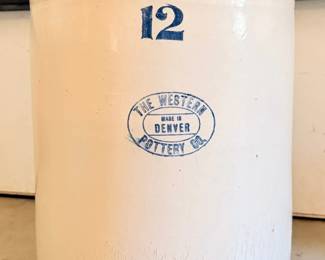 12
THE WESTERN
MADE IN
DENVER
POTTERY CO.